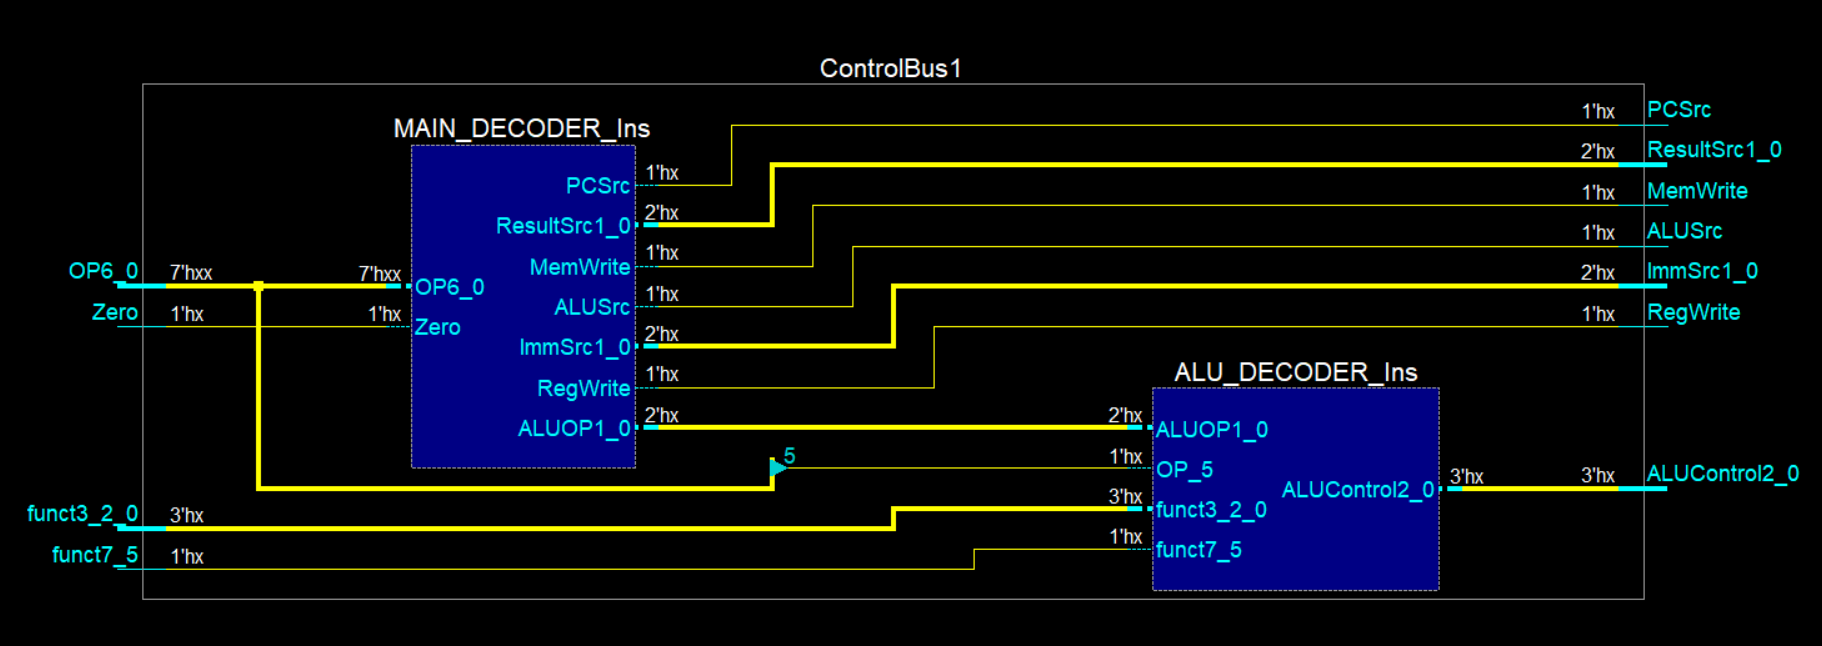 ControlBus1
MAIN_DECODER_Ins
PCSrc 1'hx
ResultSrc1_0 2'hx
MemWrite 1'hx
ALUSrc 1'hx
ImmSrc1_0 2'hx
RegWrite 1'hx
ALUOP1_0 2'hx
OP6_0 7'hxx 7'hxx OP6_0
Zero 1'hx 1'hx Zero
1'hx PCSrc
2'hx ResultSrc1_0
1'hx MemWrite
1'hx ALUSrc
2'hx ImmSrc1_0
1'hx RegWrite
ALU_DECODER_Ins
2'hx ALUOP1_0
5 1'hx OP_5
3'hx funct3_2_0
1'hx funct7_5
ALUControl2_0 3'hx 3'hx ALUControl2_0
funct3_2_0 3'hx
funct7_5 1'hx